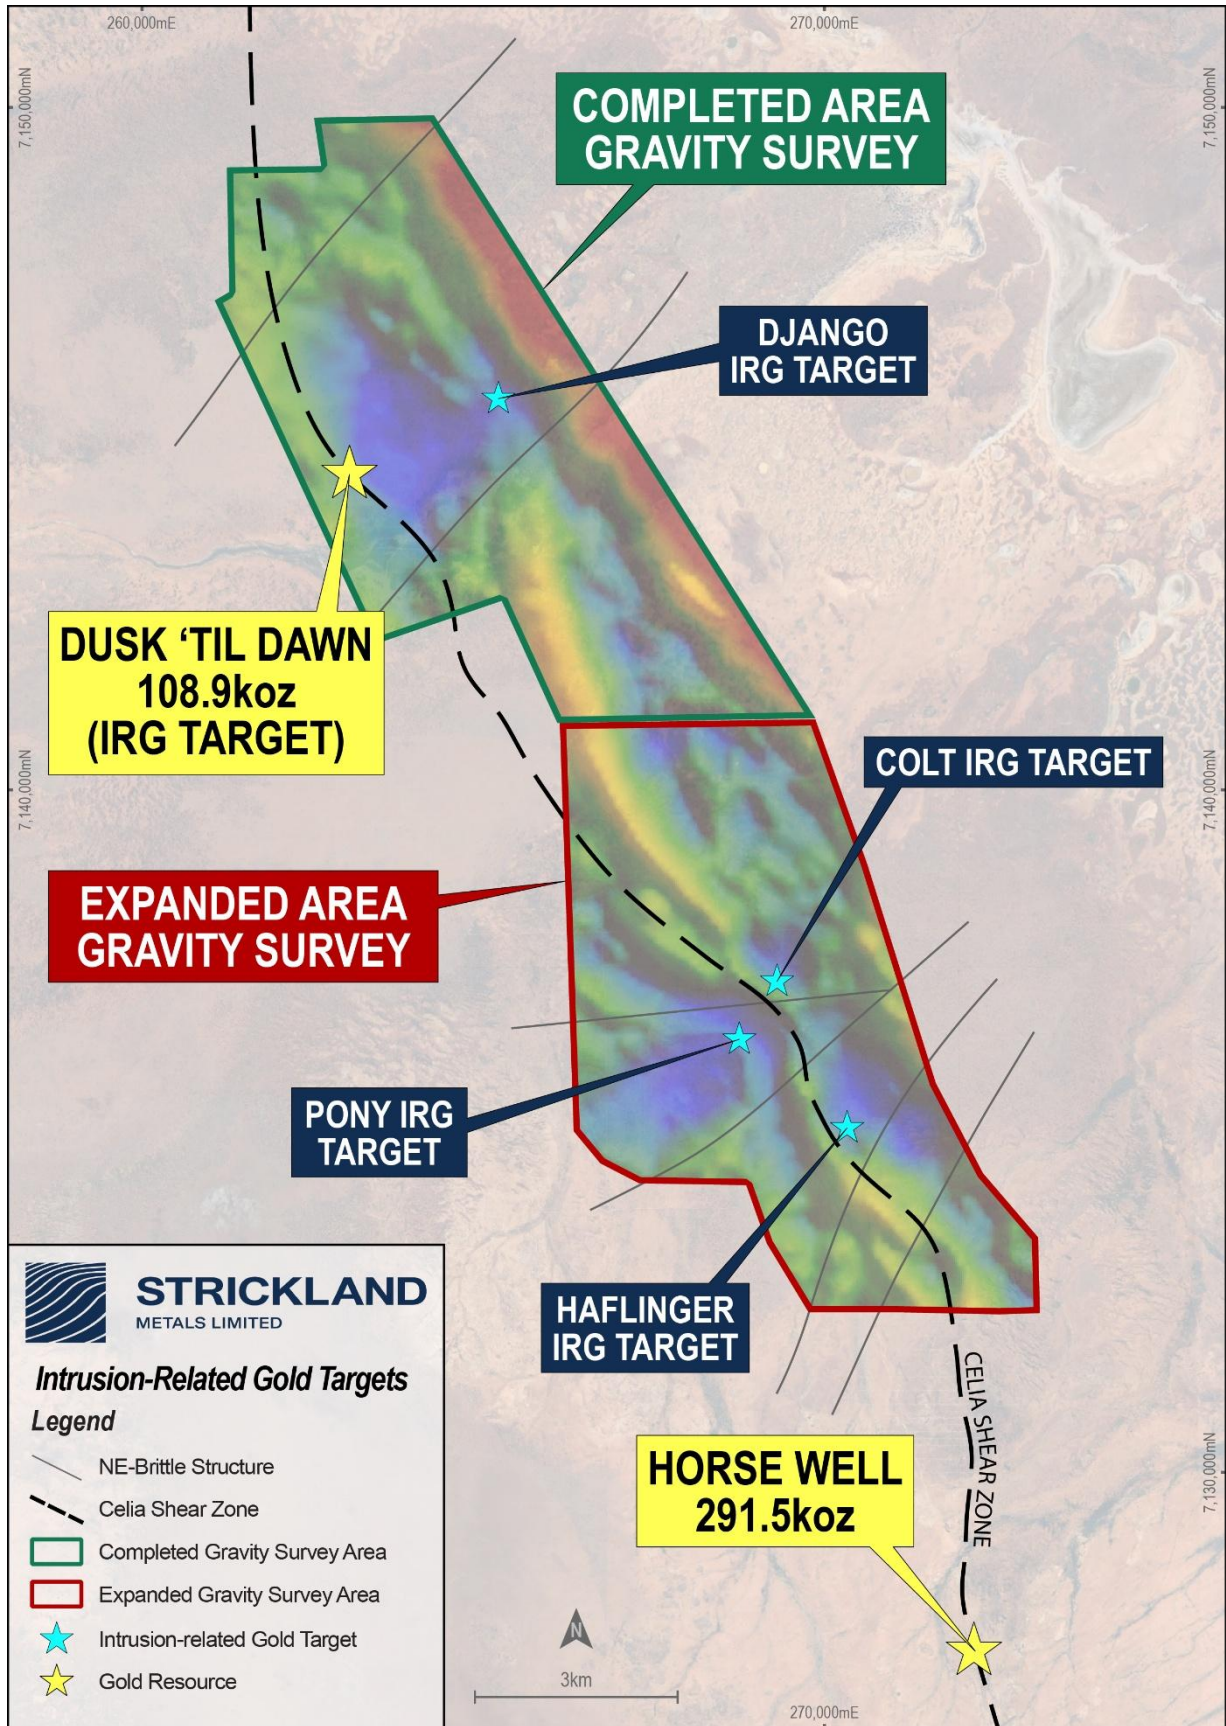 260,000mE
270,000mE
7,150,000mN
7,150,000mN
COMPLETED AREA
GRAVITY SURVEY
DJANGO
IRG TARGET
DUSK ‘TIL DAWN
108.9koz
(IRG TARGET)
COLT IRG TARGET
7,140,000mN
7,140,000mN
EXPANDED AREA
GRAVITY SURVEY
PONY IRG
TARGET
HAFLINGER
IRG TARGET
CELIA SHEAR ZONE
HORSE WELL
291.5koz
7,130,000mN
STRICKLAND
METALS LIMITED
Intrusion-Related Gold Targets
Legend
NE-Brittle Structure
Celia Shear Zone
Completed Gravity Survey Area
Expanded Gravity Survey Area
Intrusion-related Gold Target
Gold Resource
N
3km
270,000mE